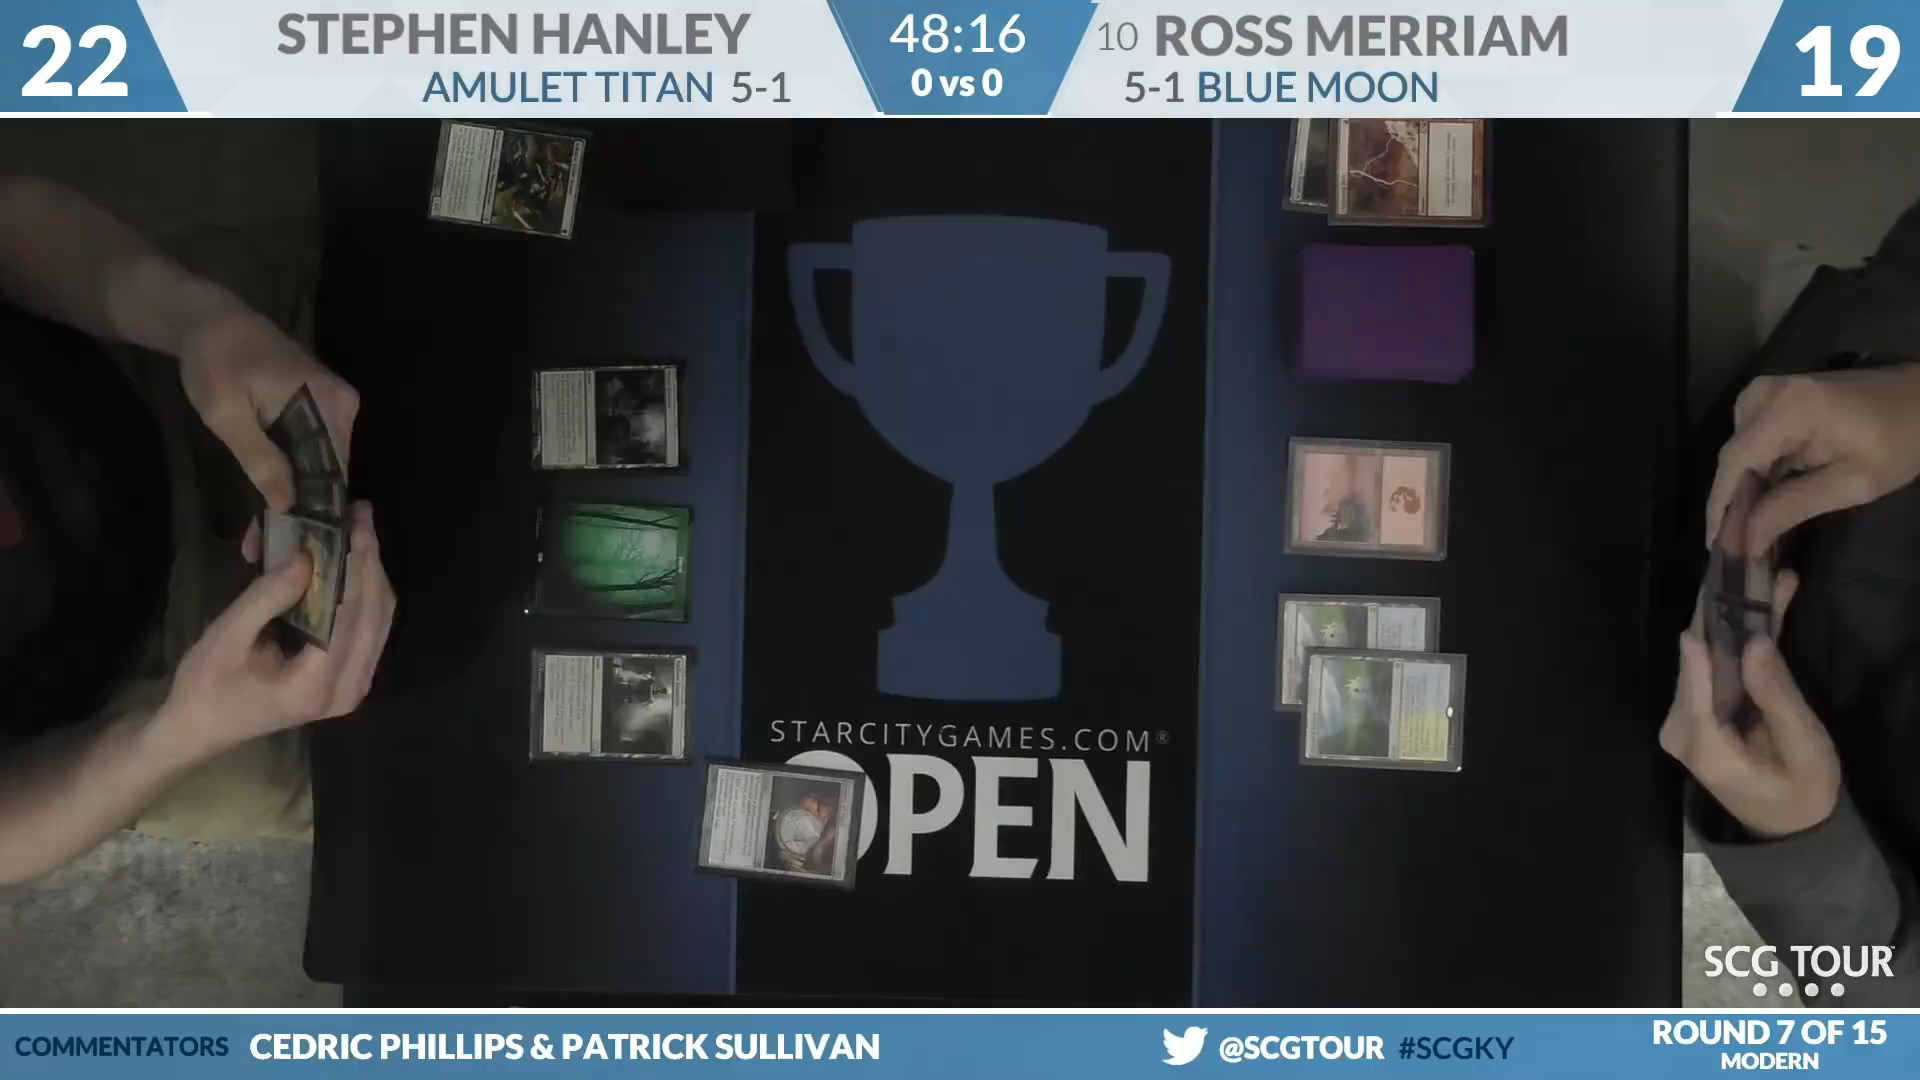 22
STEPHEN HANLEY
AMULET TITAN 5-1
48:16
0 vs 0
10 ROSS MERRIAM
5-1 BLUE MOON
19
STARCITYGAMES.COM®
OPEN
SCG TOUR
COMMENTATORS CEDRIC PHILLIPS & PATRICK SULLIVAN
@SCGTOUR #SCGKY
ROUND 7 OF 15
MODERN